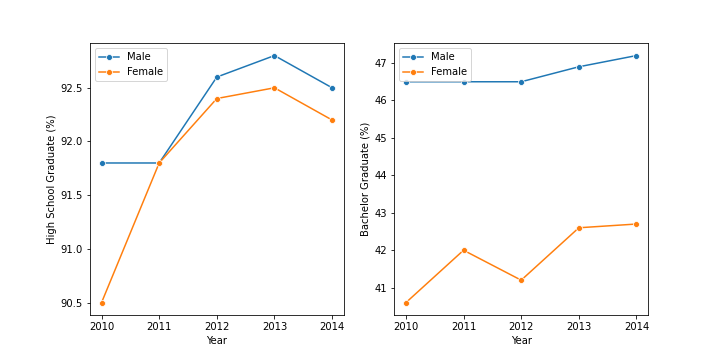 Male
Female
High School Graduate (%)
92.5
92.0
91.5
91.0
90.5
2010
2011
2012
2013
2014
Year
Male
Female
Bachelor Graduate (%)
47
46
45
44
43
42
41
2010
2011
2012
2013
2014
Year